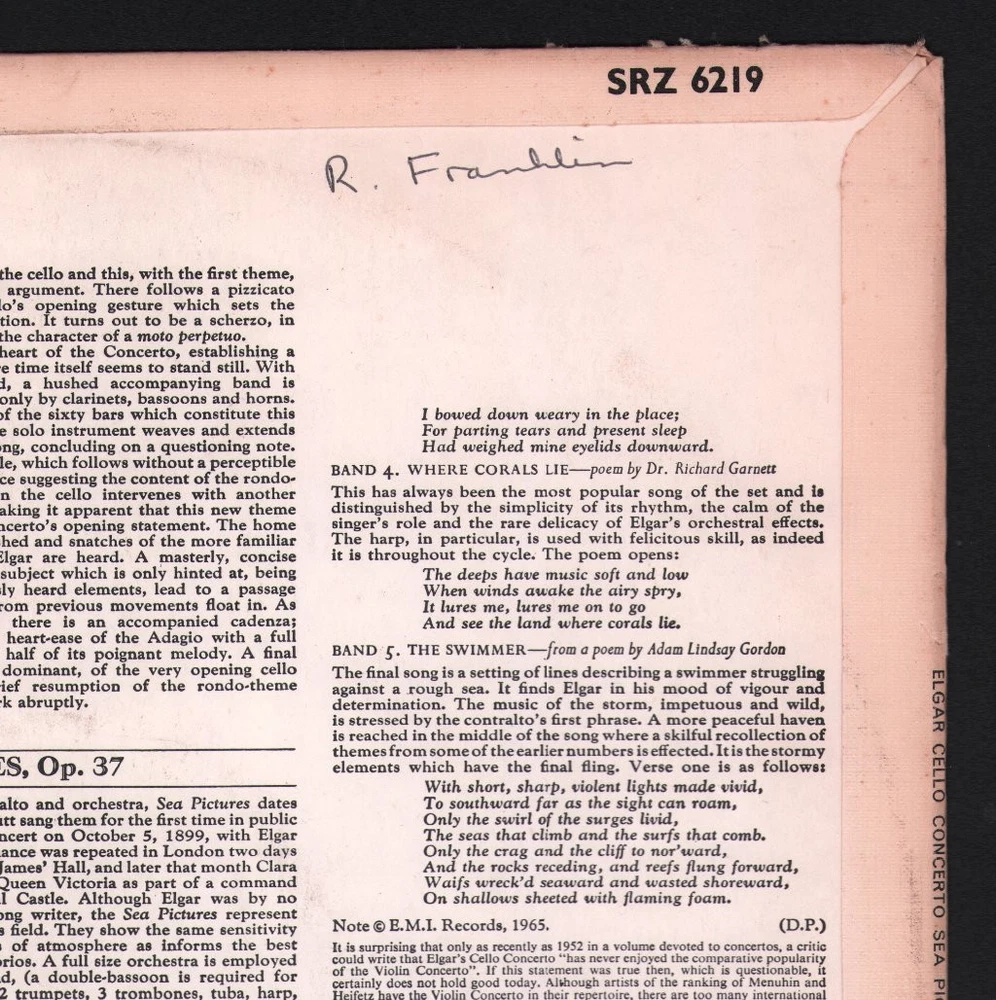 SRZ 6219
R. Franklin
the cello and this, with the first theme,
argument. There follows a pizzicato
lo's opening gesture which sets the
tion. It turns out to be a scherzo, in
the character of a moto perpetuo.
heart of the Concerto, establishing a
e time itself seems to stand still. With
d, a hushed accompanying band is
only by clarinets, bassoons and horns.
of the sixty bars which constitute this
e solo instrument weaves and extends
ong, concluding on a questioning note.
le, which follows without a perceptible
ce suggesting the content of the rondo-
n the cello intervenes with another
aking it apparent that this new theme
ncerto's opening statement. The home
shed and snatches of the more familiar
Elgar are heard. A masterly, concise
subject which is only hinted at, being
sly heard elements, lead to a passage
rom previous movements float in. As
there is an accompanied cadenza;
heart-ease of the Adagio with a full
half of its poignant melody. A final
dominant, of the very opening cello
rief resumption of the rondo-theme
rk abruptly.
ES, Op. 37
alto and orchestra, Sea Pictures dates
utt sang them for the first time in public
ncert on October 5, 1899, with Elgar
ance was repeated in London two days
James' Hall, and later that month Clara
Queen Victoria as part of a command
l Castle. Although Elgar was by no
ong writer, the Sea Pictures represent
s field. They show the same sensitivity
s of atmosphere as informs the best
orios. A full size orchestra is employed
d, (a double-bassoon is required for
2 trumpets, 3 trombones, tuba, harp,
I bowed down weary in the place;
For parting tears and present sleep
Had weighed mine eyelids downward.
BAND 4. WHERE CORALS LIE—poem by Dr. Richard Garnett
This has always been the most popular song of the set and is
distinguished by the simplicity of its rhythm, the calm of the
singer's role and the rare delicacy of Elgar's orchestral effects.
The harp, in particular, is used with felicitous skill, as indeed
it is throughout the cycle. The poem opens:
The deeps have music soft and low
When winds awake the airy spry,
It lures me, lures me on to go
And see the land where corals lie.
BAND 5. THE SWIMMER—from a poem by Adam Lindsay Gordon
The final song is a setting of lines describing a swimmer struggling
against a rough sea. It finds Elgar in his mood of vigour and
determination. The music of the storm, impetuous and wild,
is stressed by the contralto's first phrase. A more peaceful haven
is reached in the middle of the song where a skilful recollection of
themes from some of the earlier numbers is effected. It is the stormy
elements which have the final fling. Verse one is as follows:
With short, sharp, violent lights made vivid,
To southward far as the sight can roam,
Only the swirl of the surges livid,
The seas that climb and the surfs that comb.
Only the crag and the cliff to nor'ward,
And the rocks receding, and reefs flung forward,
Waifs wreck'd seaward and wasted shoreward,
On shallows sheeted with flaming foam.
Note © E.M.I. Records, 1965. (D.P.)
It is surprising that only as recently as 1952 in a volume devoted to concertos, a critic
could write that Elgar's Cello Concerto "has never enjoyed the comparative popularity
of the Violin Concerto". If this statement was true then, which is questionable, it
certainly does not hold good today. Although artists of the ranking of Menuhin and
Heifetz have the Violin Concerto in their repertoire, there are too many international
ELGAR CELLO CONCERTO SEA PI